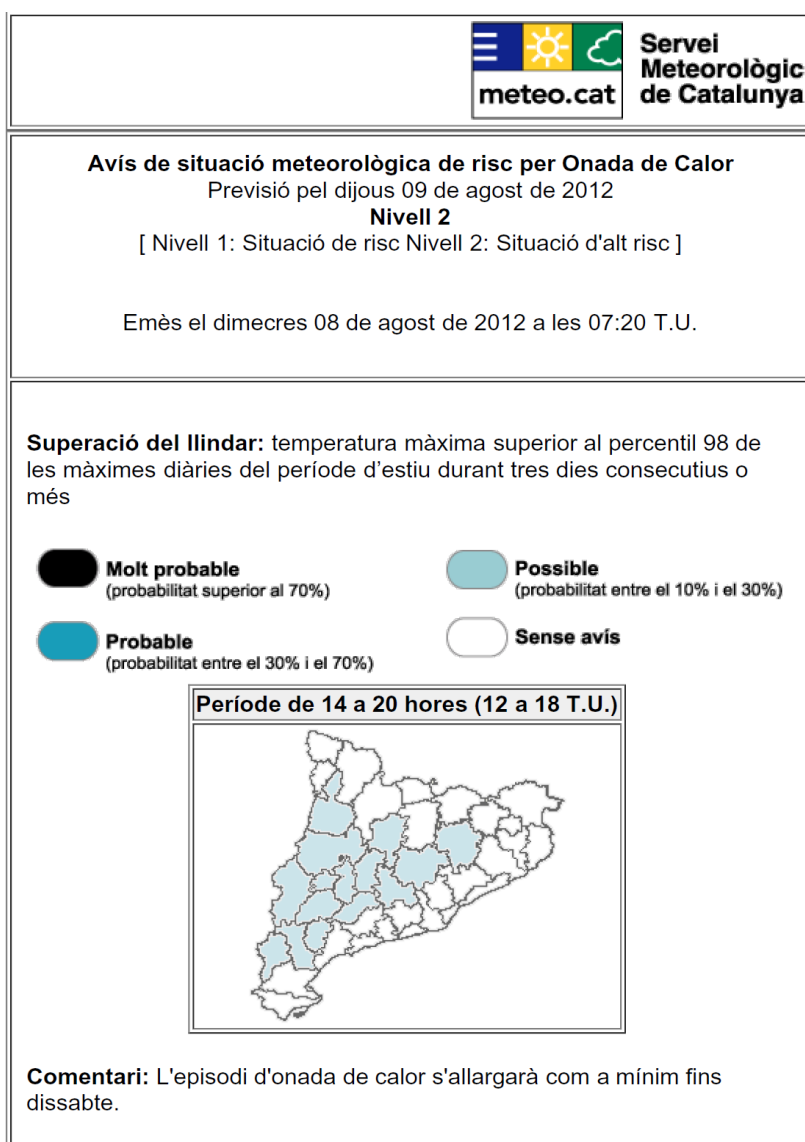 meteo.cat
Servei
Meteorològic
de Catalunya
Avís de situació meteorològica de risc per Onada de Calor
Previsió pel dijous 09 de agost de 2012
Nivell 2
[ Nivell 1: Situació de risc Nivell 2: Situació d'alt risc ]
Emès el dimecres 08 de agost de 2012 a les 07:20 T.U.
Superació del llindar: temperatura màxima superior al percentil 98 de
les màximes diàries del període d’estiu durant tres dies consecutius o
més
Molt probable
(probabilitat superior al 70%)
Possible
(probabilitat entre el 10% i el 30%)
Probable
(probabilitat entre el 30% i el 70%)
Sense avís
Període de 14 a 20 hores (12 a 18 T.U.)
Comentari: L'episodi d'onada de calor s'allargarà com a mínim fins
dissabte.